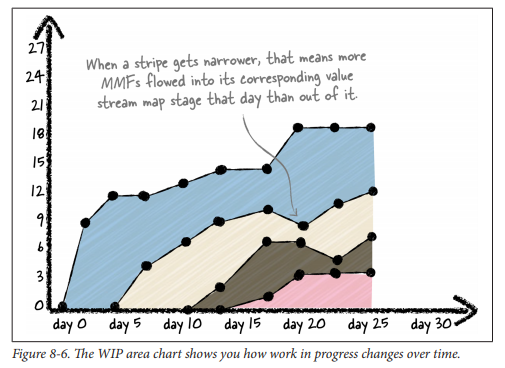 27
24
21
18
15
12
9
6
3
0
When a stripe gets narrower, that means more
MMFs flowed into its corresponding value
stream map stage that day than out of it.
day 0 day 5 day 10 day 15 day 20 day 25 day 30
Figure 8-6. The WIP area chart shows you how work in progress changes over time.